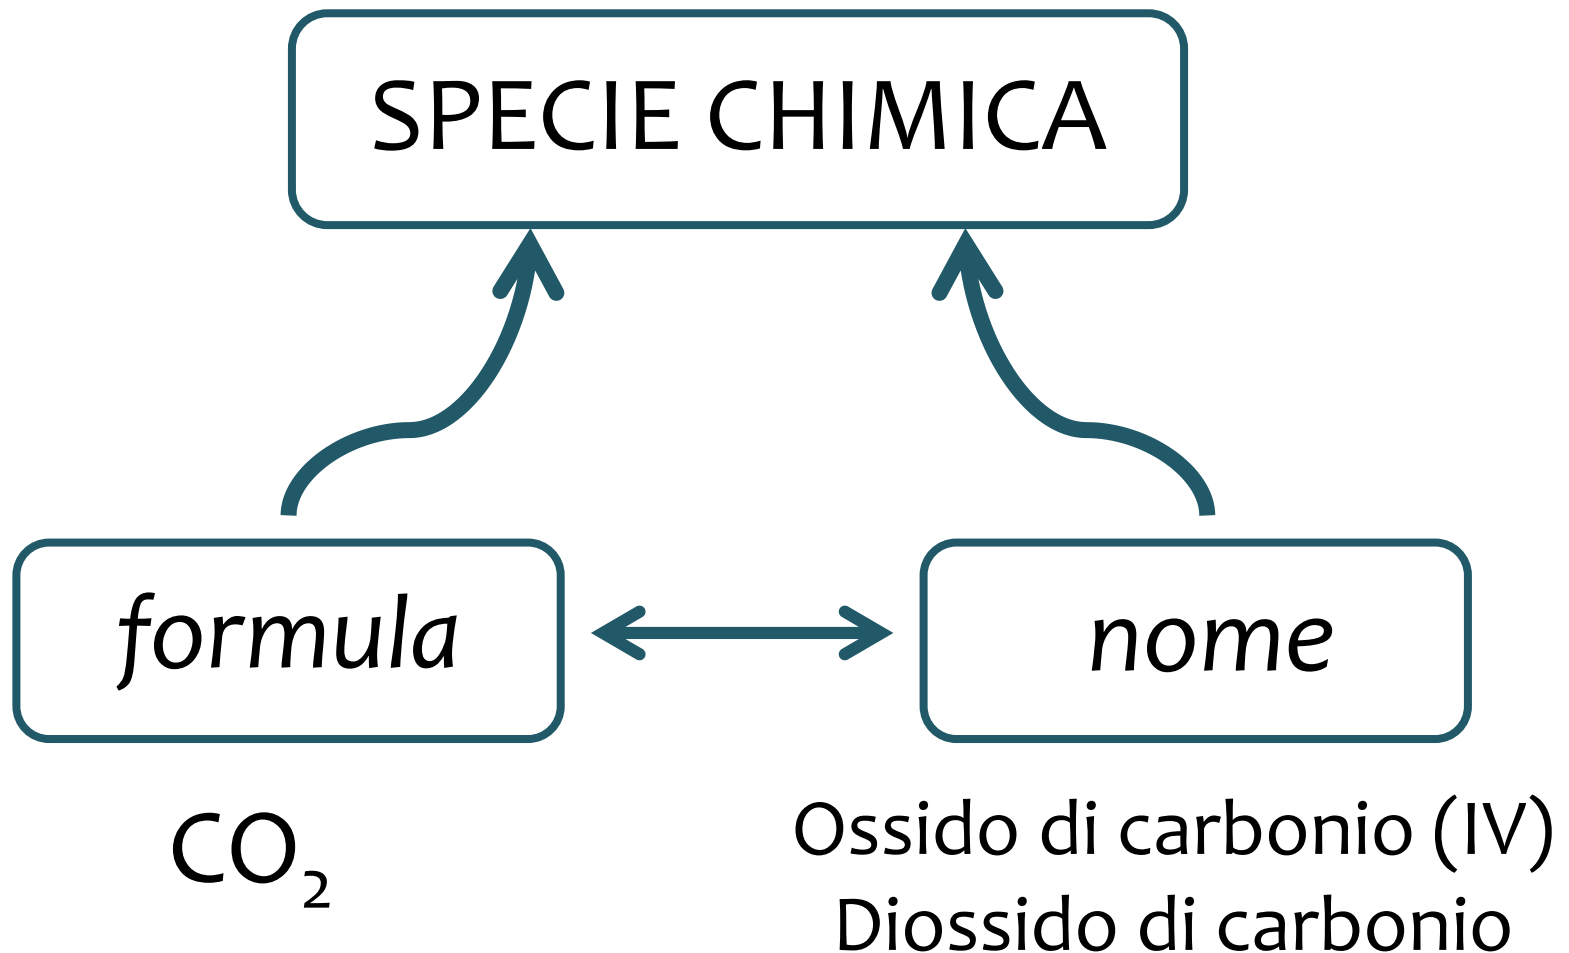 SPECIE CHIMICA
formula
nome
CO₂
Ossido di carbonio (IV)
Diossido di carbonio